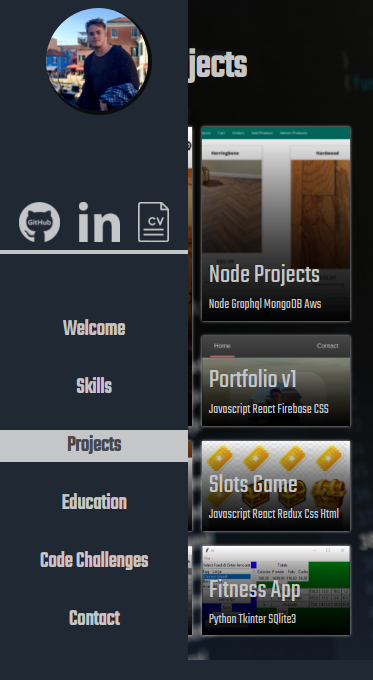 jects
GitHub
in
CV
Welcome
Skills
Projects
Education
Code Challenges
Contact
Herringbone
Hardwood
Node Projects
Node Graphql MongoDB Aws
Home
Contact
Portfolio v1
Javascript React Firebase CSS
Slots Game
Javascript React Redux Css Html
Fitness App
Python Tkinter SQlite3